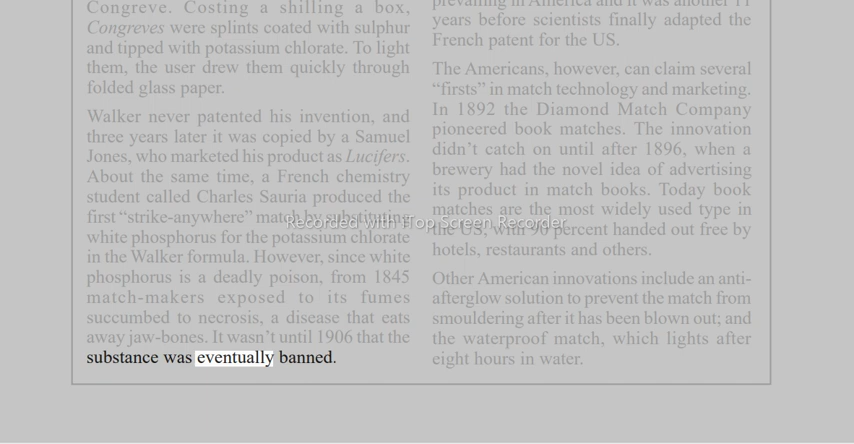 Congreve. Costing a shilling a box,
Congreves were splints coated with sulphur
and tipped with potassium chlorate. To light
them, the user drew them quickly through
folded glass paper.
Walker never patented his invention, and
three years later it was copied by a Samuel
Jones, who marketed his product as Lucifers.
About the same time, a French chemistry
student called Charles Sauria produced the
first “strike-anywhere” match by substituting
white phosphorus for the potassium chlorate
in the Walker formula. However, since white
phosphorus is a deadly poison, from 1845
match-makers exposed to its fumes
succumbed to necrosis, a disease that eats
away jaw-bones. It wasn’t until 1906 that the
substance was eventually banned.
prevailing in America and it was another 11
years before scientists finally adapted the
French patent for the US.
The Americans, however, can claim several
“firsts” in match technology and marketing.
In 1892 the Diamond Match Company
pioneered book matches. The innovation
didn’t catch on until after 1896, when a
brewery had the novel idea of advertising
its product in match books. Today book
matches are the most widely used type in
the US, with 90 percent handed out free by
hotels, restaurants and others.
Other American innovations include an anti-
afterglow solution to prevent the match from
smouldering after it has been blown out; and
the waterproof match, which lights after
eight hours in water.
Recorded with iTop Screen Recorder